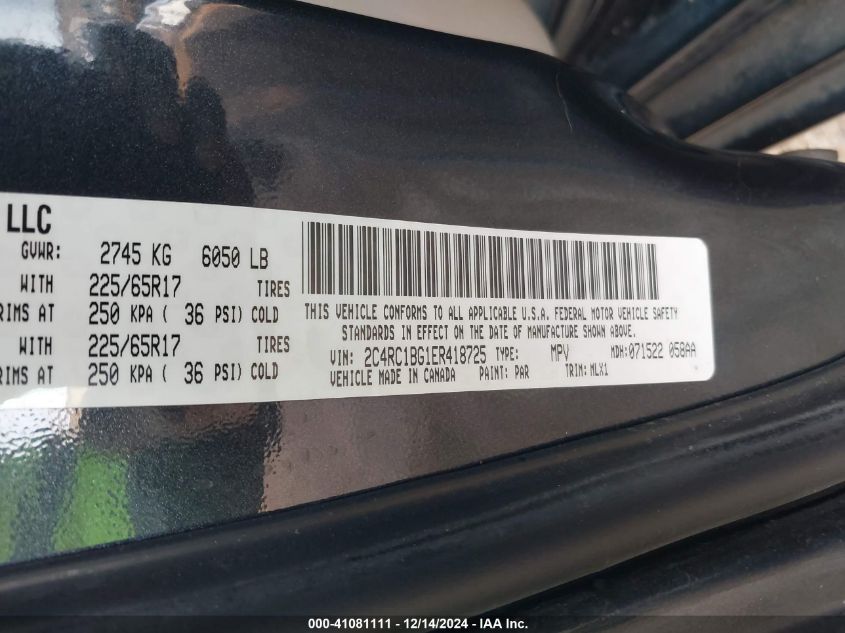 LLC
GVWR: 2745 KG 6050 LB
WITH 225/65R17 TIRES
RIMS AT 250 KPA ( 36 PSI) COLD
WITH 225/65R17 TIRES
RIMS AT 250 KPA ( 36 PSI) COLD
THIS VEHICLE CONFORMS TO ALL APPLICABLE U.S.A. FEDERAL MOTOR VEHICLE SAFETY
STANDARDS IN EFFECT ON THE DATE OF MANUFACTURE SHOWN ABOVE.
VIN: 2C4RC1BG1ER418725 TYPE: MPV MDH: 071522 058AA
VEHICLE MADE IN CANADA PAINT: PAR TRIM: MLX1
000-41081111 - 12/14/2024 - IAA Inc.